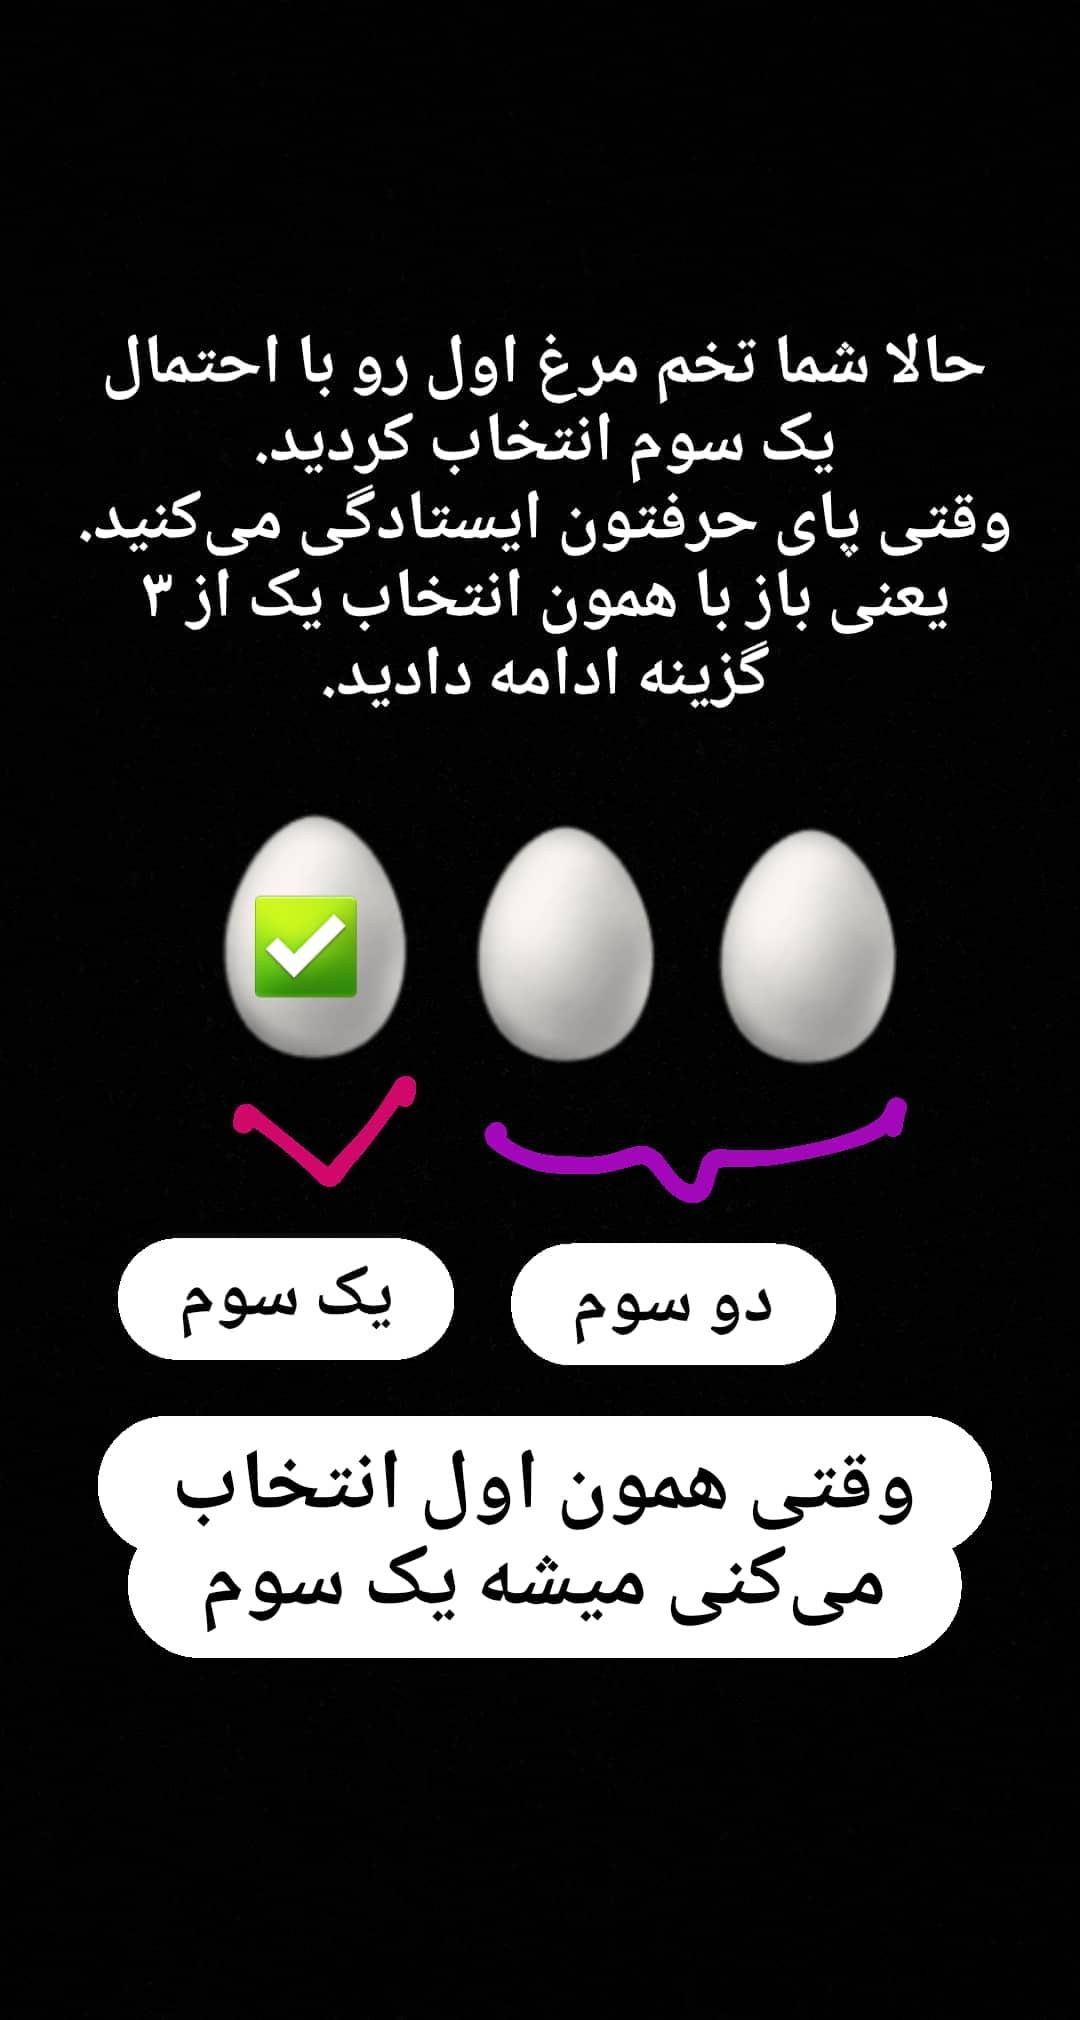 حالا شما تخم مرغ اول رو با احتمال
یک سوم انتخاب کردید.
وقتی پای حرفتون ایستادگی می‌کنید.
یعنی باز با همون انتخاب یک از ۳
گزینه ادامه دادید.
دو سوم
یک سوم
وقتی همون اول انتخاب
می‌کنی میشه یک سوم